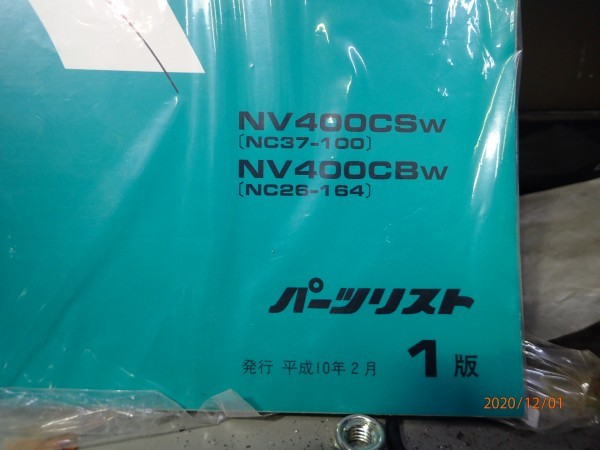 NV400CSW
〔NC37-100〕
NV400CBW
〔NC26-164〕
パーツリスト
発行 平成10年2月 1版
2020/12/01